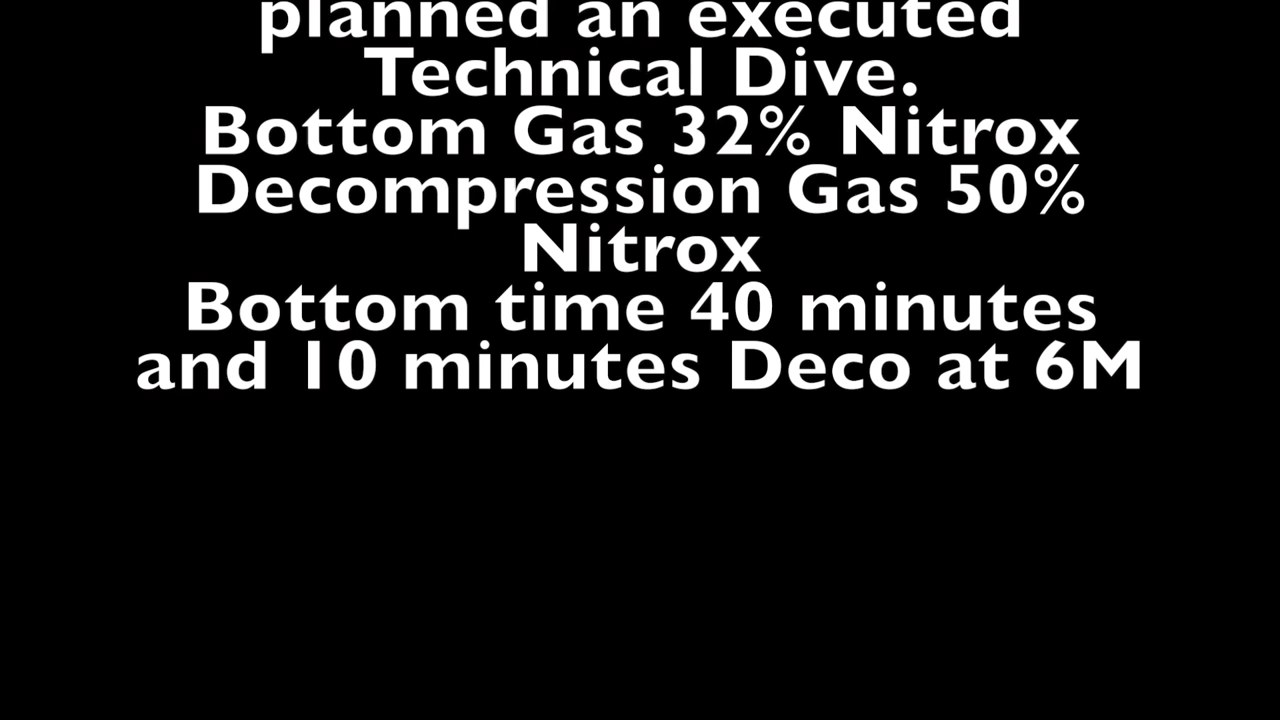 planned an executed
Technical Dive.
Bottom Gas 32% Nitrox
Decompression Gas 50%
Nitrox
Bottom time 40 minutes
and 10 minutes Deco at 6M